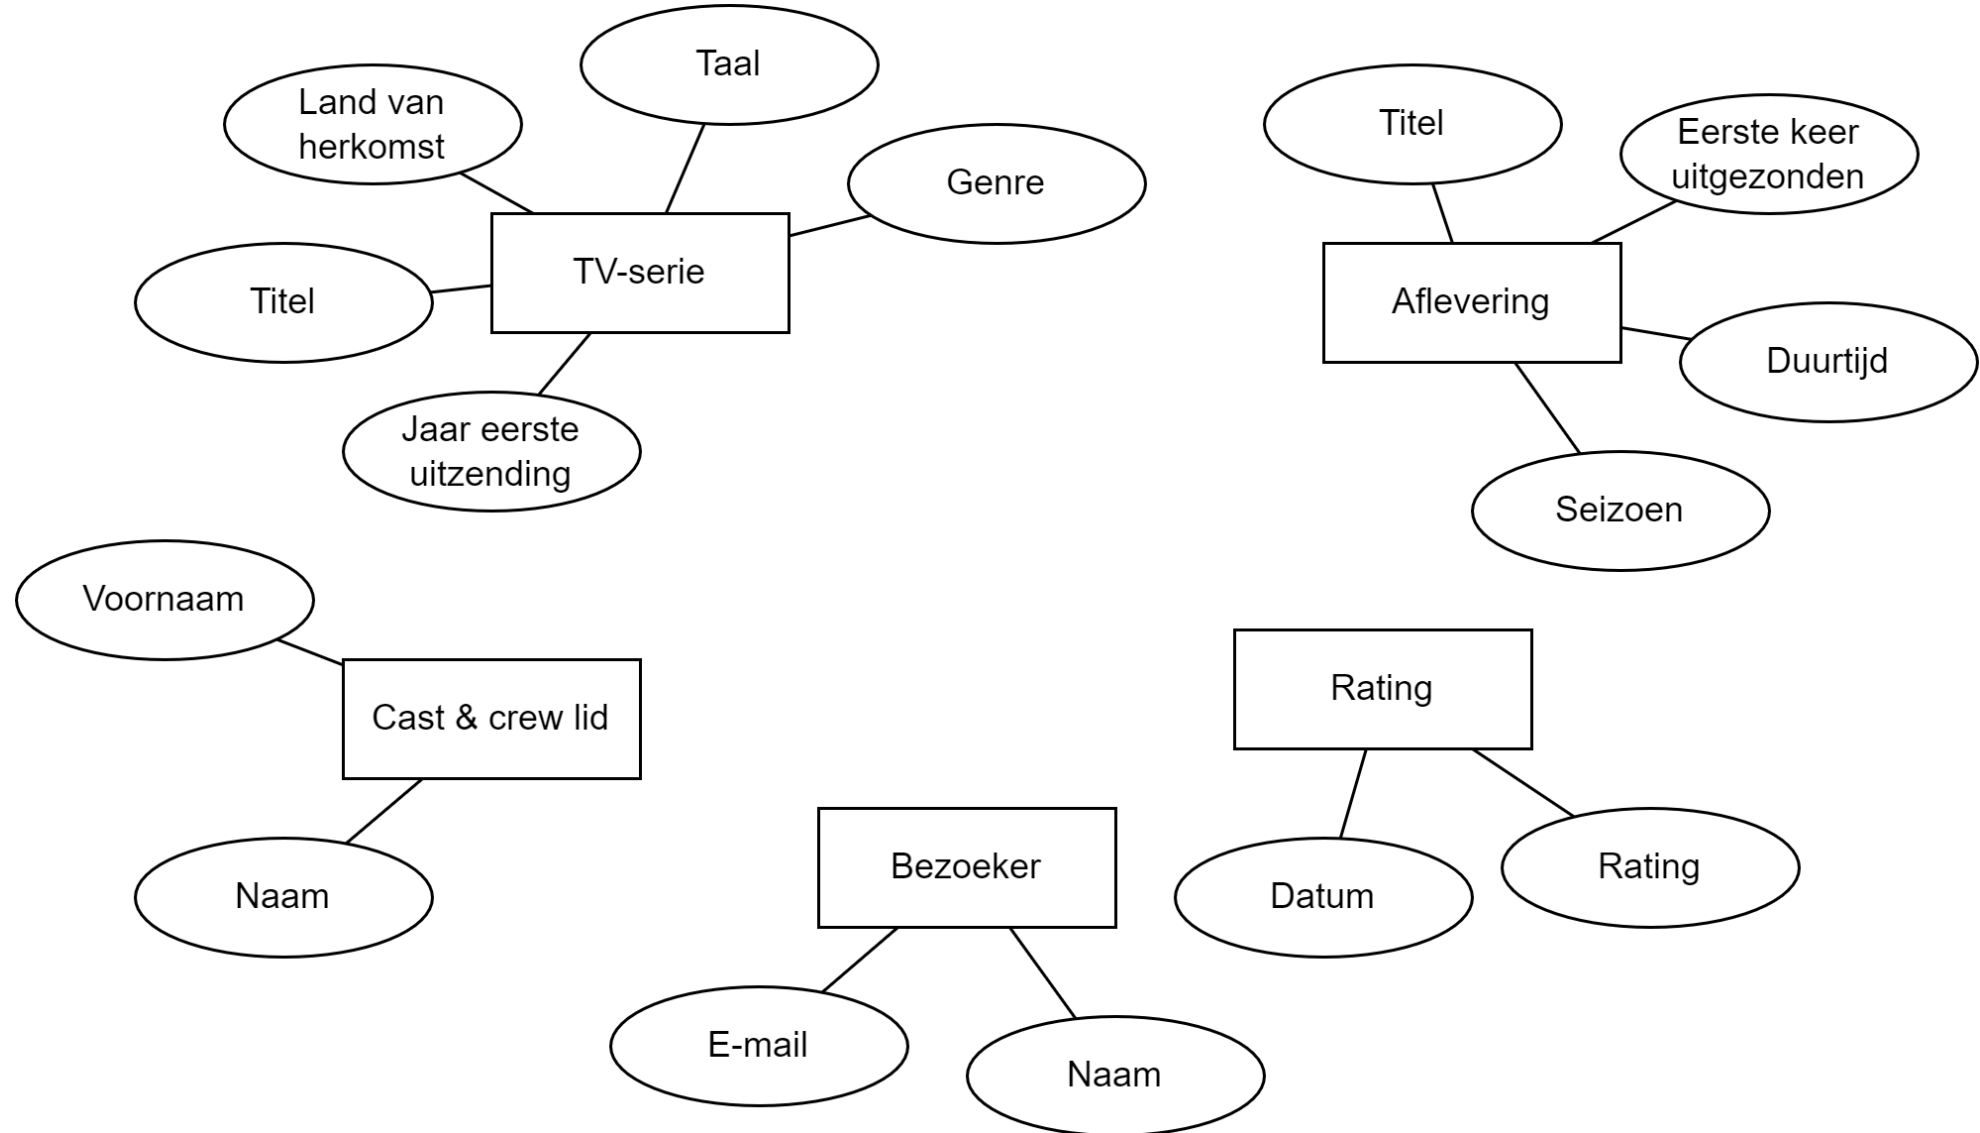 Taal
Land van
herkomst
Genre
TV-serie
Titel
Jaar eerste
uitzending
Titel
Eerste keer
uitgezonden
Aflevering
Duurtijd
Seizoen
Voornaam
Cast & crew lid
Naam
Bezoeker
E-mail
Naam
Rating
Datum
Rating